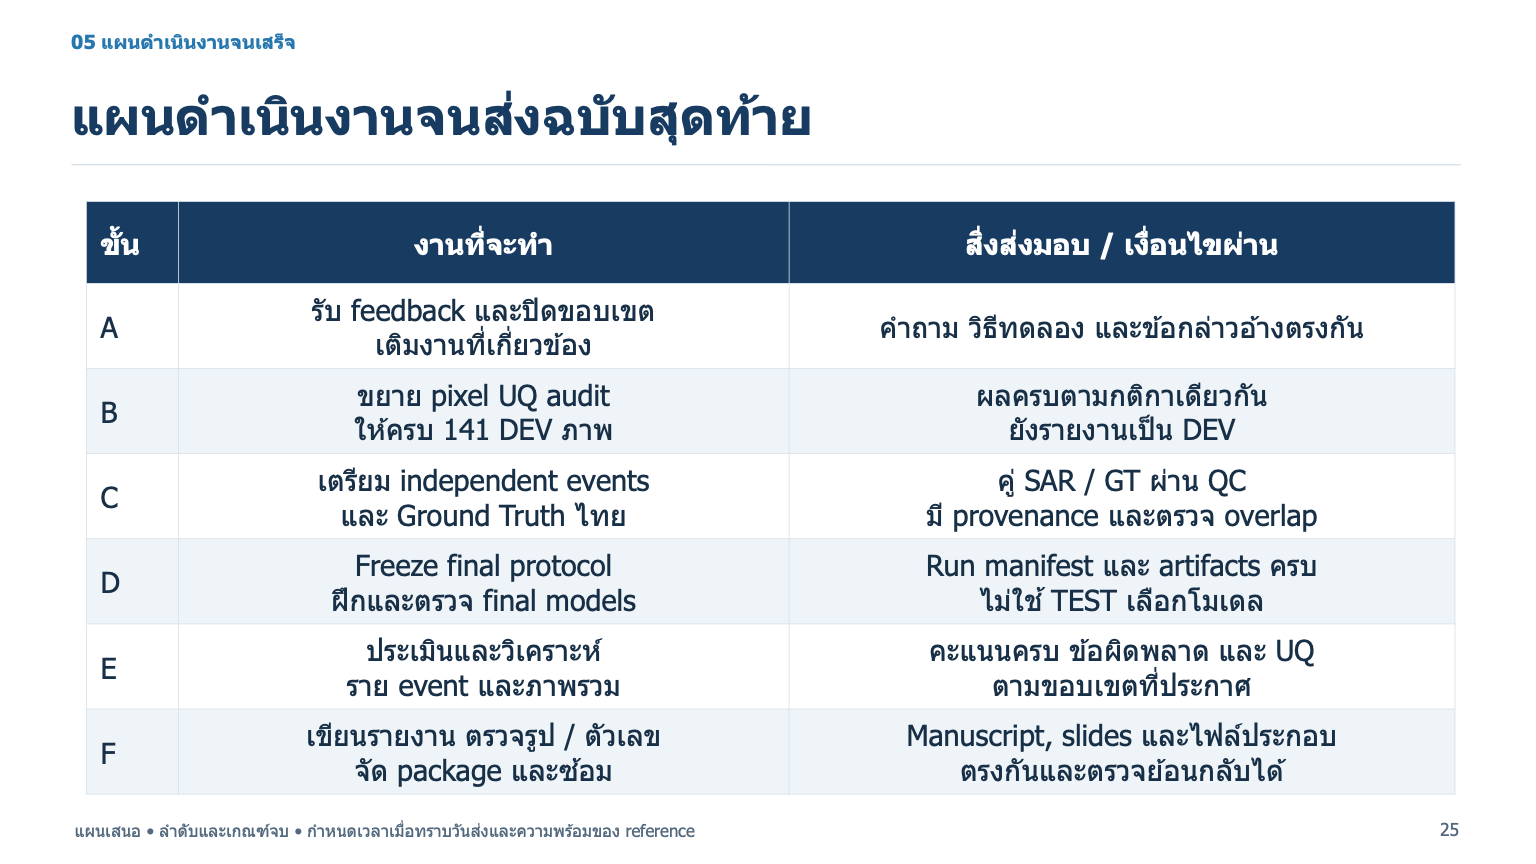 05 แผนดำเนินงานจนเสร็จ
แผนดำเนินงานจนส่งฉบับสุดท้าย
ขั้น
งานที่จะทำ
สิ่งส่งมอบ / เงื่อนไขผ่าน
A
รับ feedback และปิดขอบเขต
เติมงานที่เกี่ยวข้อง
คำถาม วิธีทดลอง และข้อกล่าวอ้างตรงกัน
B
ขยาย pixel UQ audit
ให้ครบ 141 DEV ภาพ
ผลครบตามกติกาเดียวกัน
ยังรายงานเป็น DEV
C
เตรียม independent events
และ Ground Truth ไทย
คู่ SAR / GT ผ่าน QC
มี provenance และตรวจ overlap
D
Freeze final protocol
ฝึกและตรวจ final models
Run manifest และ artifacts ครบ
ไม่ใช้ TEST เลือกโมเดล
E
ประเมินและวิเคราะห์
ราย event และภาพรวม
คะแนนครบ ข้อผิดพลาด และ UQ
ตามขอบเขตที่ประกาศ
F
เขียนรายงาน ตรวจรูป / ตัวเลข
จัด package และซ้อม
Manuscript, slides และไฟล์ประกอบ
ตรงกันและตรวจย้อนกลับได้
แผนเสนอ • ลำดับและเกณฑ์จบ • กำหนดเวลาเมื่อทราบวันส่งและความพร้อมของ reference
25